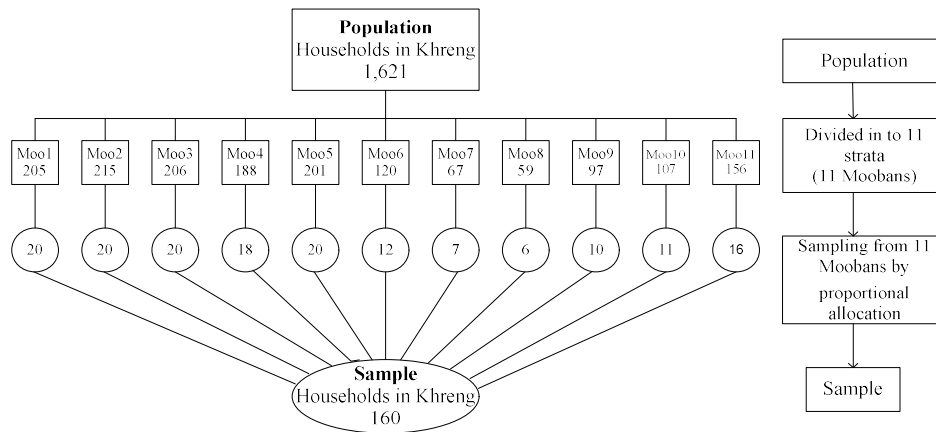 Population
Households in Khreng
1,621
Moo1
205
Moo2
215
Moo3
206
Moo4
188
Moo5
201
Moo6
120
Moo7
67
Moo8
59
Moo9
97
Moo10
107
Moo11
156
20
20
20
18
20
12
7
6
10
11
16
Sample
Households in Khreng
160
Population
Divided in to 11
strata
(11 Moobans)
Sampling from 11
Moobans by
proportional
allocation
Sample